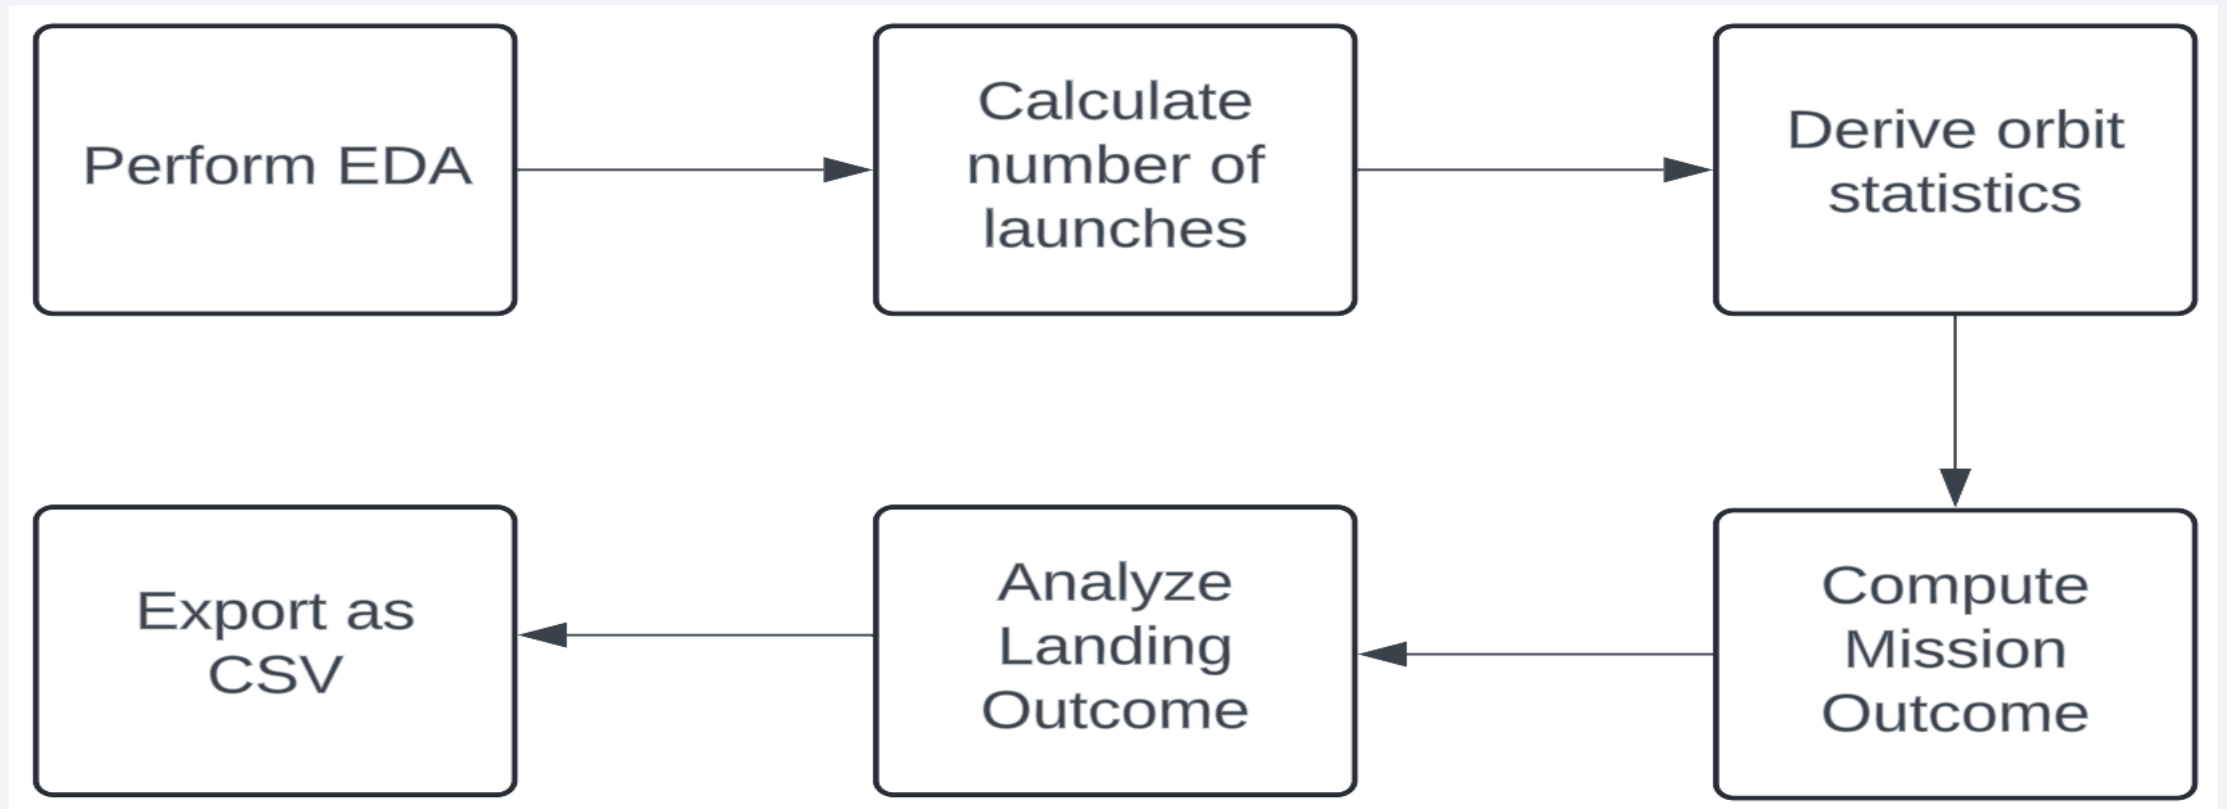 Perform EDA
Calculate
number of
launches
Derive orbit
statistics
Compute
Mission
Outcome
Analyze
Landing
Outcome
Export as
CSV